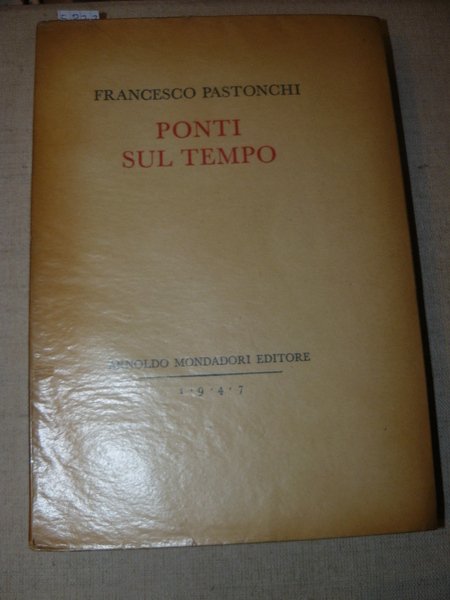 FRANCESCO PASTONCHI
PONTI
SUL TEMPO
ARNOLDO MONDADORI EDITORE
1·9·4·7